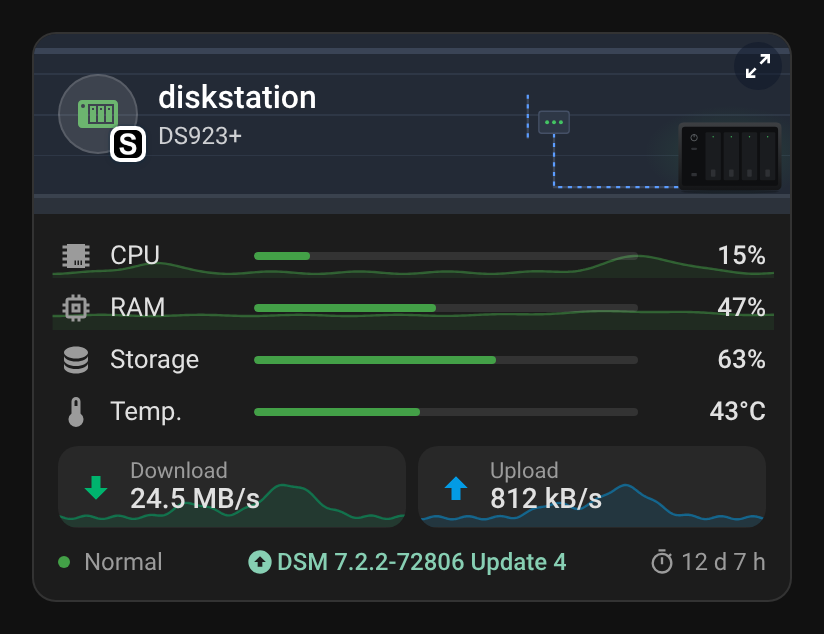 diskstation
S
DS923+
CPU 15%
RAM 47%
Storage 63%
Temp. 43°C
Download
24.5 MB/s
Upload
812 kB/s
Normal
DSM 7.2.2-72806 Update 4
12 d 7 h